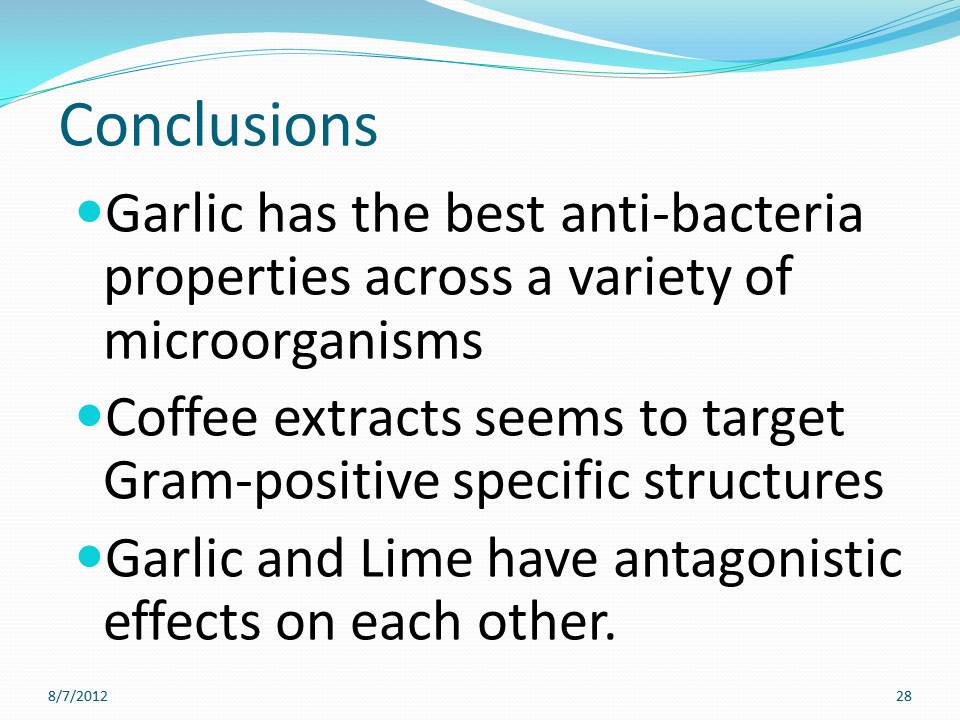 Conclusions
•Garlic has the best anti-bacteria
properties across a variety of
microorganisms
•Coffee extracts seems to target
Gram-positive specific structures
•Garlic and Lime have antagonistic
effects on each other.
8/7/2012
28